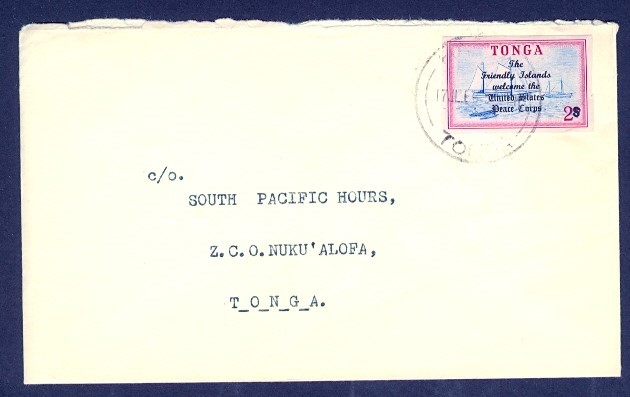 TONGA
The
Friendly Islands
welcome the
United States
Peace Corps
2S
c/o.
SOUTH PACIFIC HOURS,
Z.C.O.NUKU'ALOFA,
T_O_N_G_A.